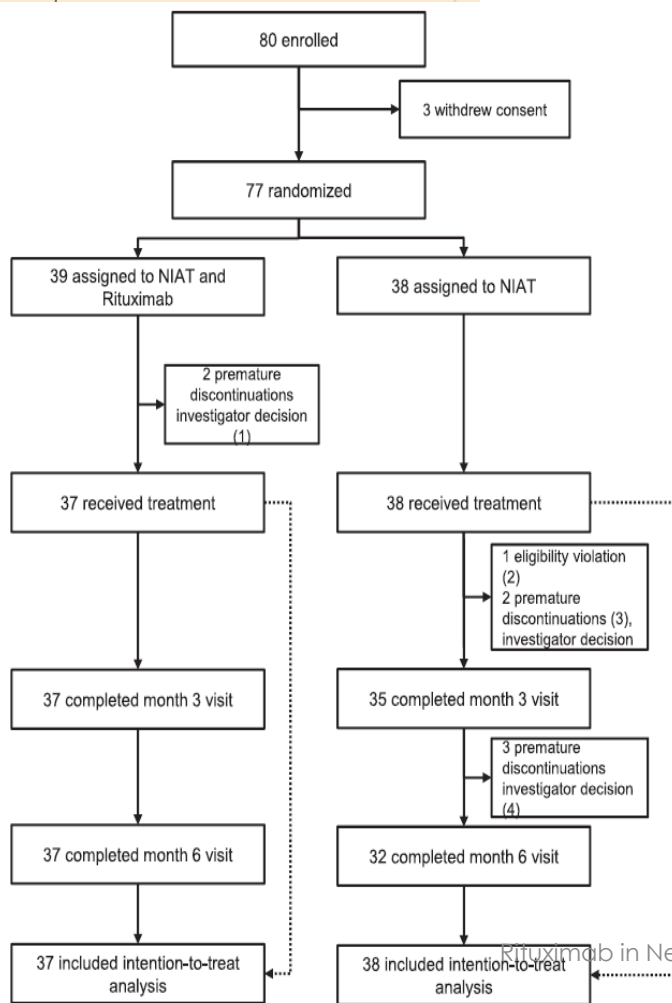 80 enrolled
3 withdrew consent
77 randomized
39 assigned to NIAT and
Rituximab
38 assigned to NIAT
2 premature
discontinuations
investigator decision
(1)
37 received treatment
38 received treatment
1 eligibility violation
(2)
2 premature
discontinuations (3),
investigator decision
37 completed month 3 visit
35 completed month 3 visit
3 premature
discontinuations
investigator decision
(4)
37 completed month 6 visit
32 completed month 6 visit
37 included intention-to-treat
analysis
38 included intention-to-treat
analysis
Rituximab in Ne